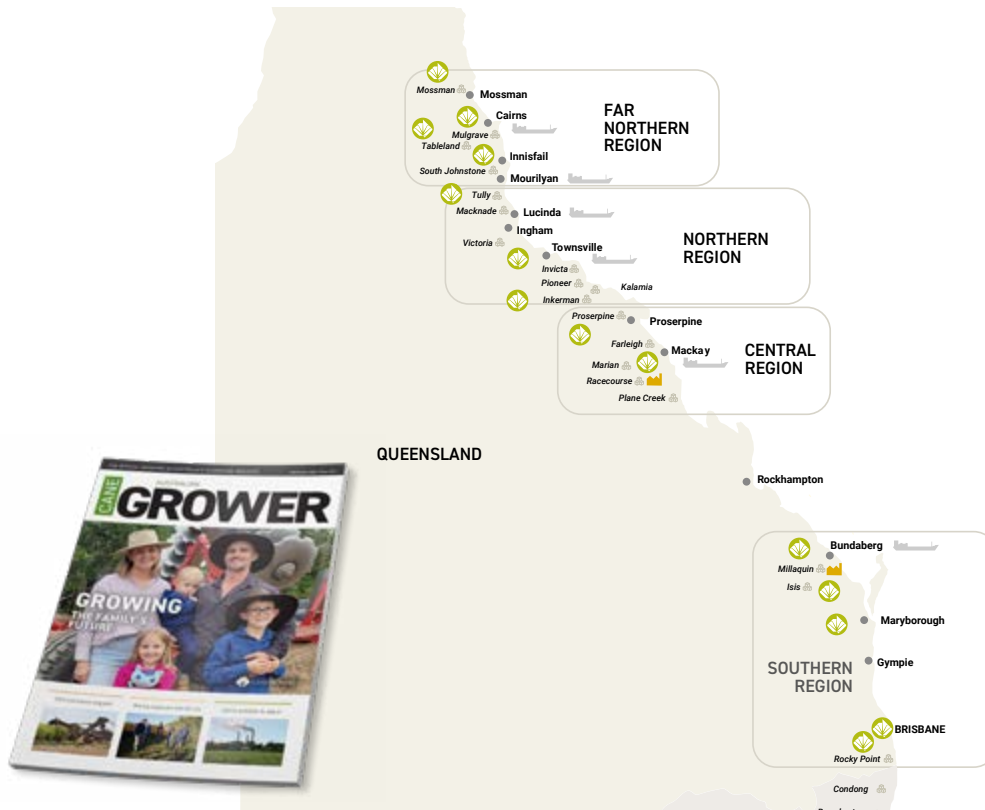 Mossman
Mossman
Cairns
FAR
NORTHERN
REGION
Mulgrave
Tableland
Innisfail
South Johnstone
Mourilyan
Tully
Macknade
Lucinda
Ingham
NORTHERN
REGION
Victoria
Townsville
Invicta
Pioneer
Kalamia
Inkerman
Proserpine
Proserpine
Farleigh
Mackay
CENTRAL
REGION
Marian
Racecourse
Plane Creek
QUEENSLAND
Rockhampton
Bundaberg
Millaquin
Isis
Maryborough
Gympie
SOUTHERN
REGION
BRISBANE
Rocky Point
Condong
AUSTRALIAN
CANE
GROWER
GROWING
THE FAMILY'S
FUTURE